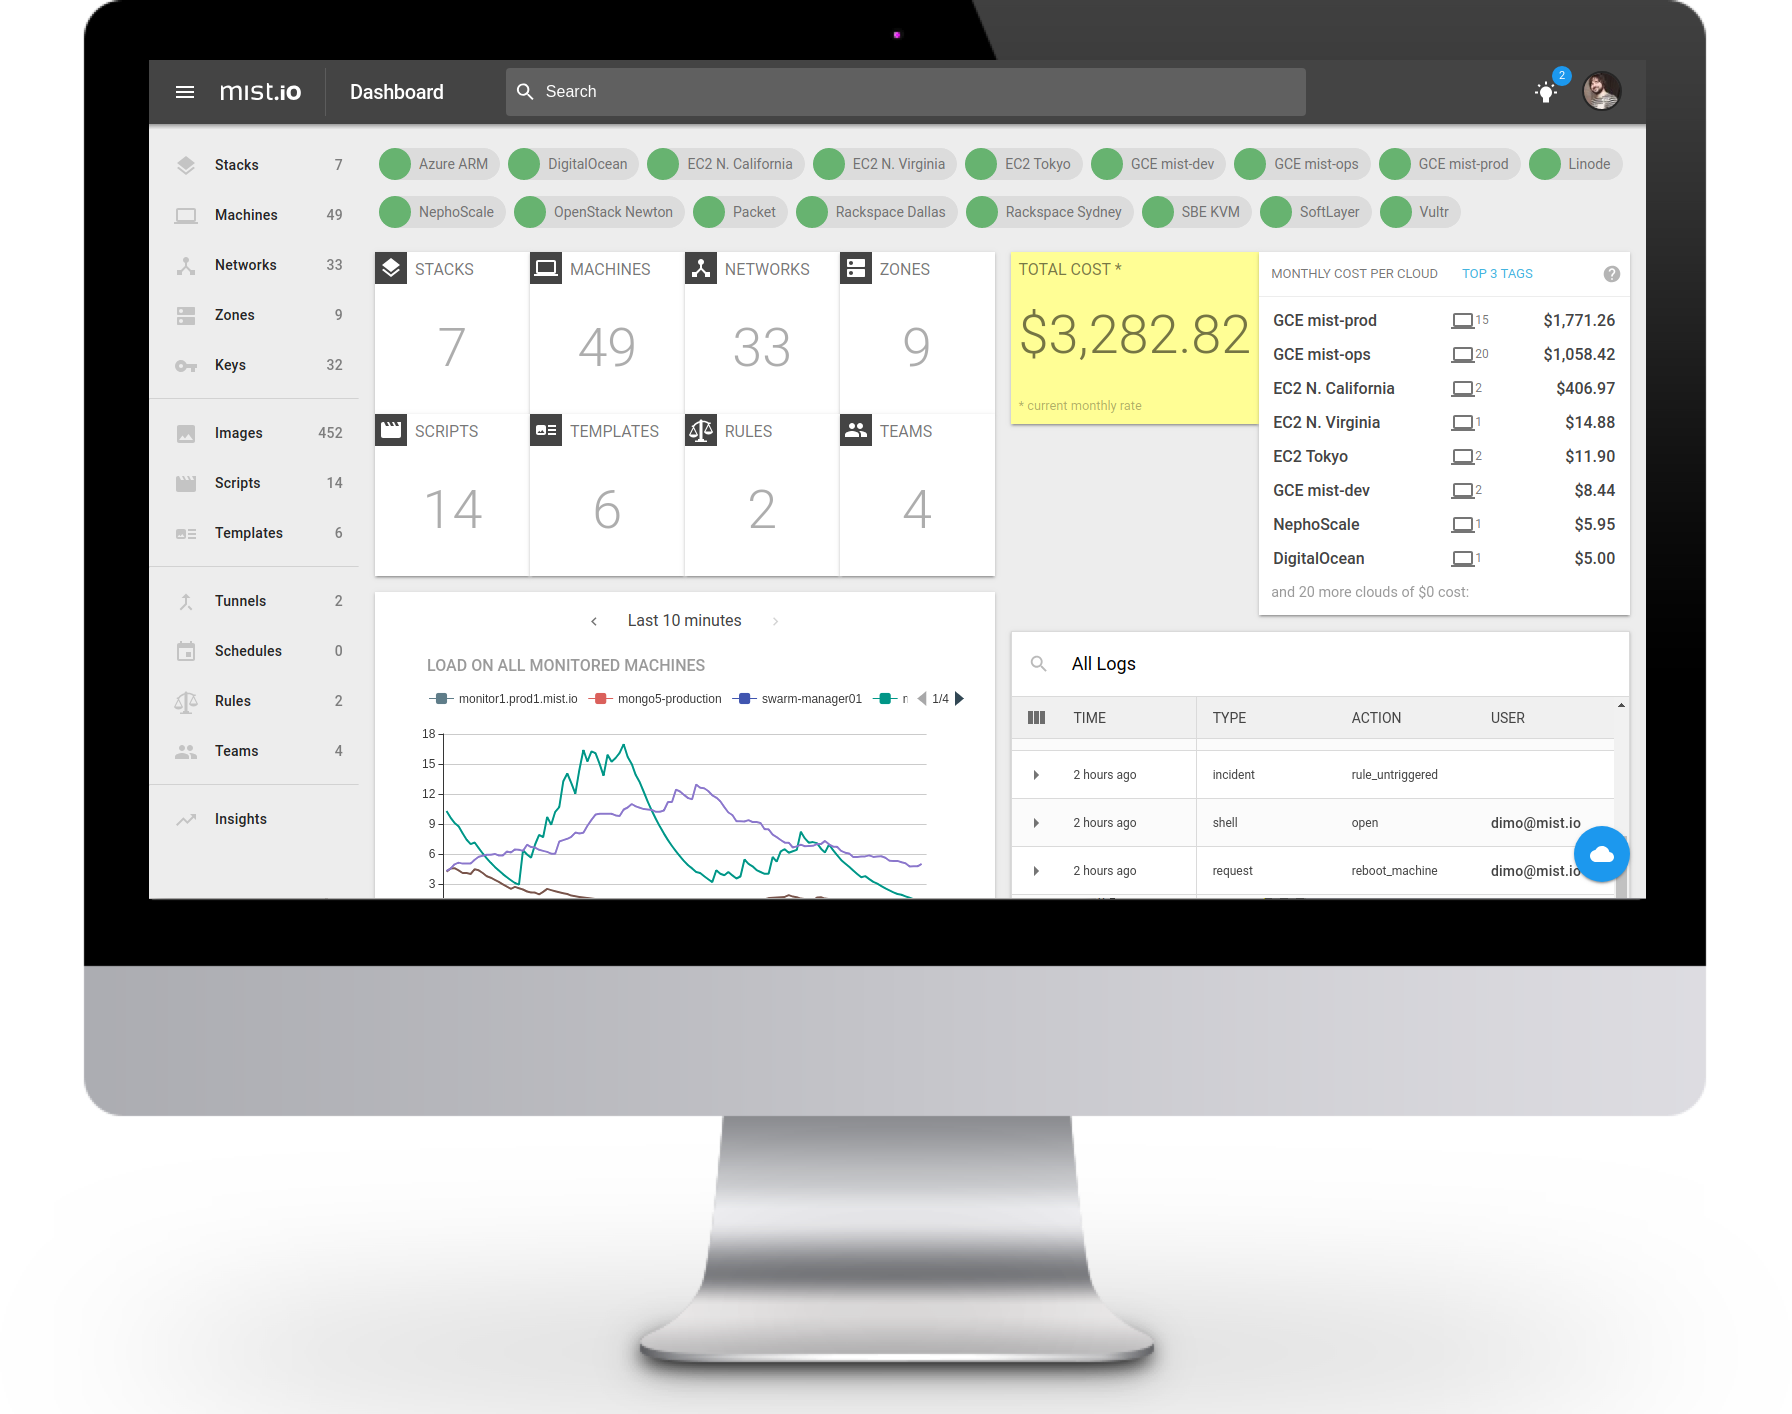 mist.io
Dashboard
Search
2
Stacks 7
Machines 49
Networks 33
Zones 9
Keys 32
Images 452
Scripts 14
Templates 6
Tunnels 2
Schedules 0
Rules 2
Teams 4
Insights
Azure ARM DigitalOcean EC2 N. California EC2 N. Virginia EC2 Tokyo GCE mist-dev GCE mist-ops GCE mist-prod Linode
NephoScale OpenStack Newton Packet Rackspace Dallas Rackspace Sydney SBE KVM SoftLayer Vultr
STACKS MACHINES NETWORKS ZONES
7 49 33 9
SCRIPTS TEMPLATES RULES TEAMS
14 6 2 4
TOTAL COST *
$3,282.82
* current monthly rate
MONTHLY COST PER CLOUD TOP 3 TAGS ?
GCE mist-prod 15 $1,771.26
GCE mist-ops 20 $1,058.42
EC2 N. California 2 $406.97
EC2 N. Virginia 1 $14.88
EC2 Tokyo 2 $11.90
GCE mist-dev 2 $8.44
NephoScale 1 $5.95
DigitalOcean 1 $5.00
and 20 more clouds of $0 cost:
Last 10 minutes
LOAD ON ALL MONITORED MACHINES
monitor1.prod1.mist.io mongo5-production swarm-manager01 1/4
18
15
12
9
6
3
All Logs
TIME TYPE ACTION USER
2 hours ago incident rule_untriggered
2 hours ago shell open dimo@mist.io
2 hours ago request reboot_machine dimo@mist.io